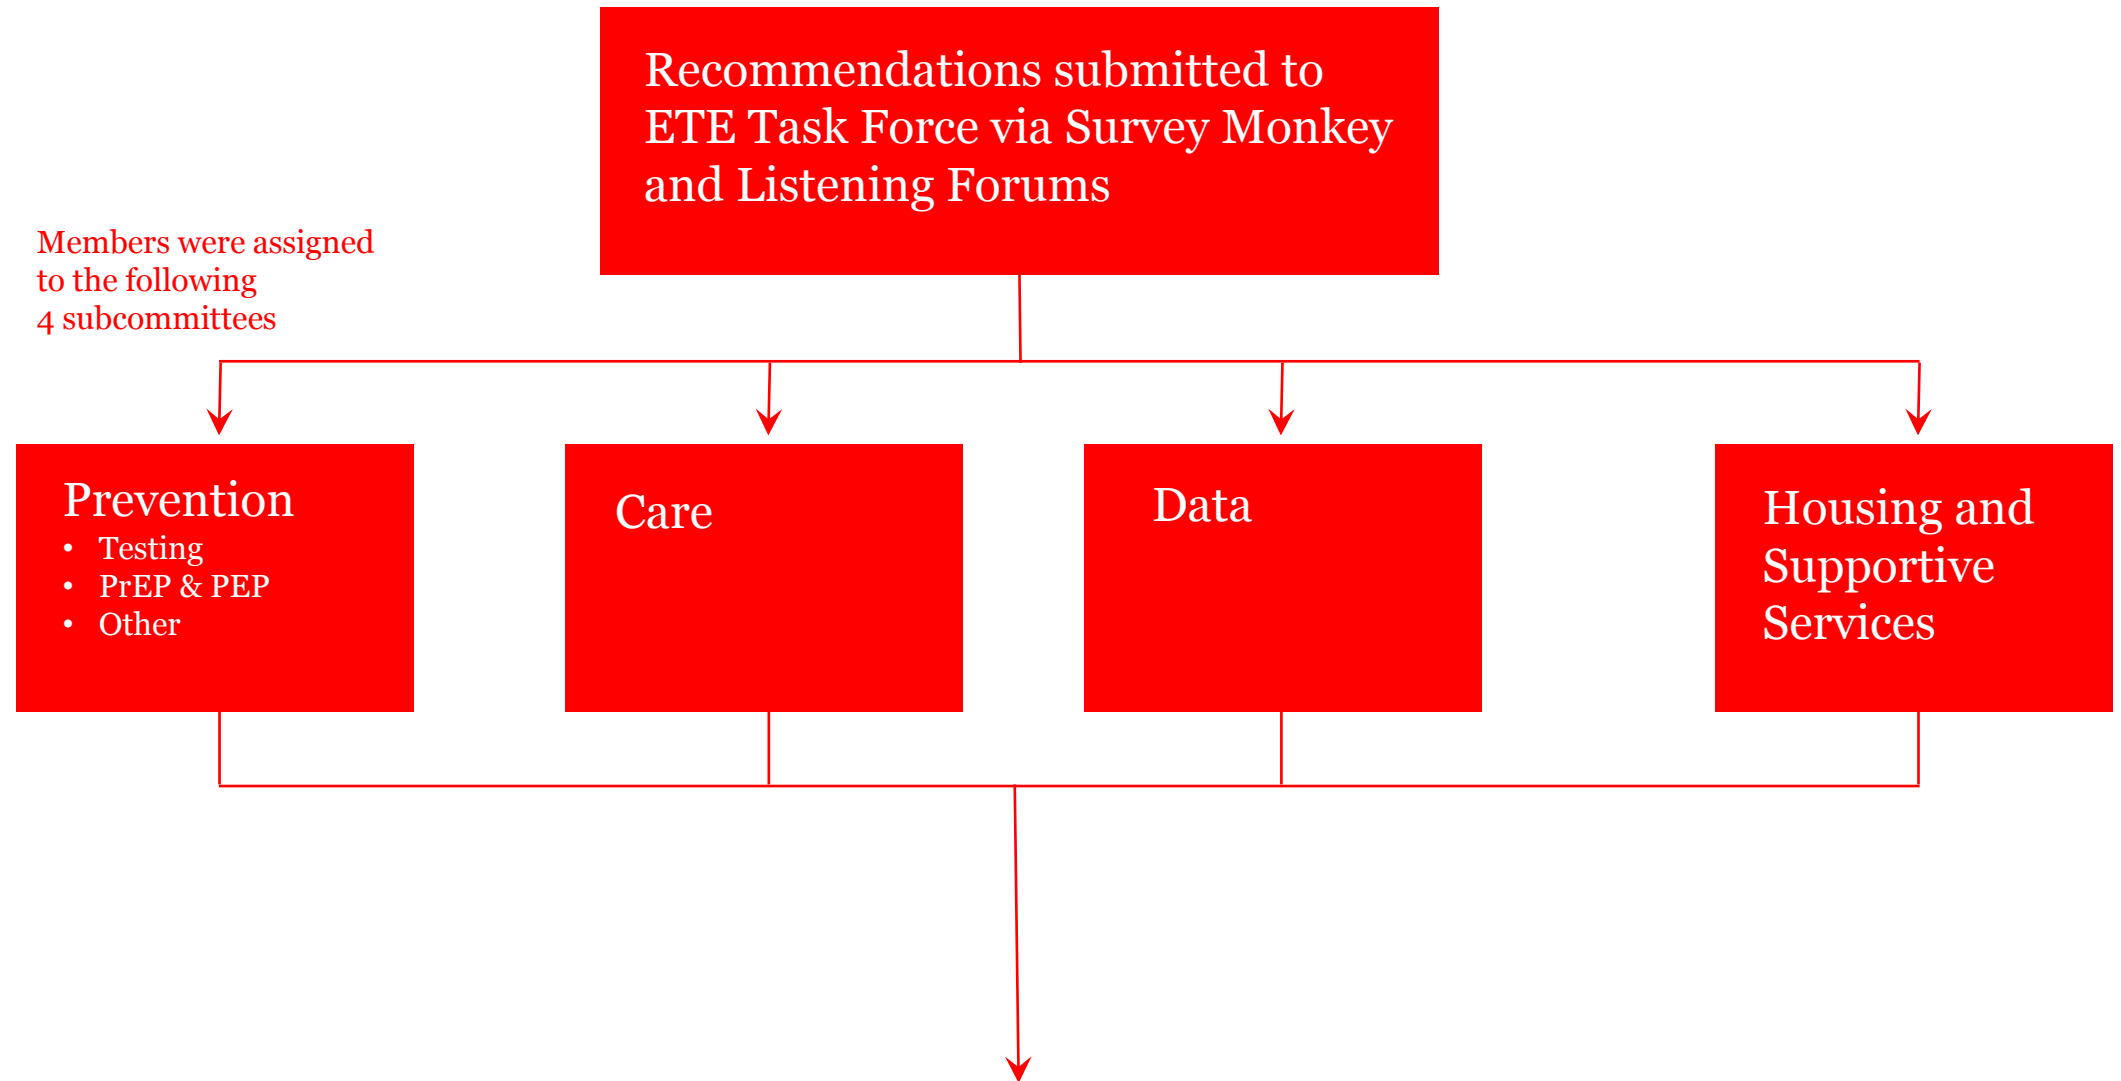 Recommendations submitted to
ETE Task Force via Survey Monkey
and Listening Forums
Members were assigned
to the following
4 subcommittees
Prevention
• Testing
• PrEP & PEP
• Other
Care
Data
Housing and
Supportive
Services